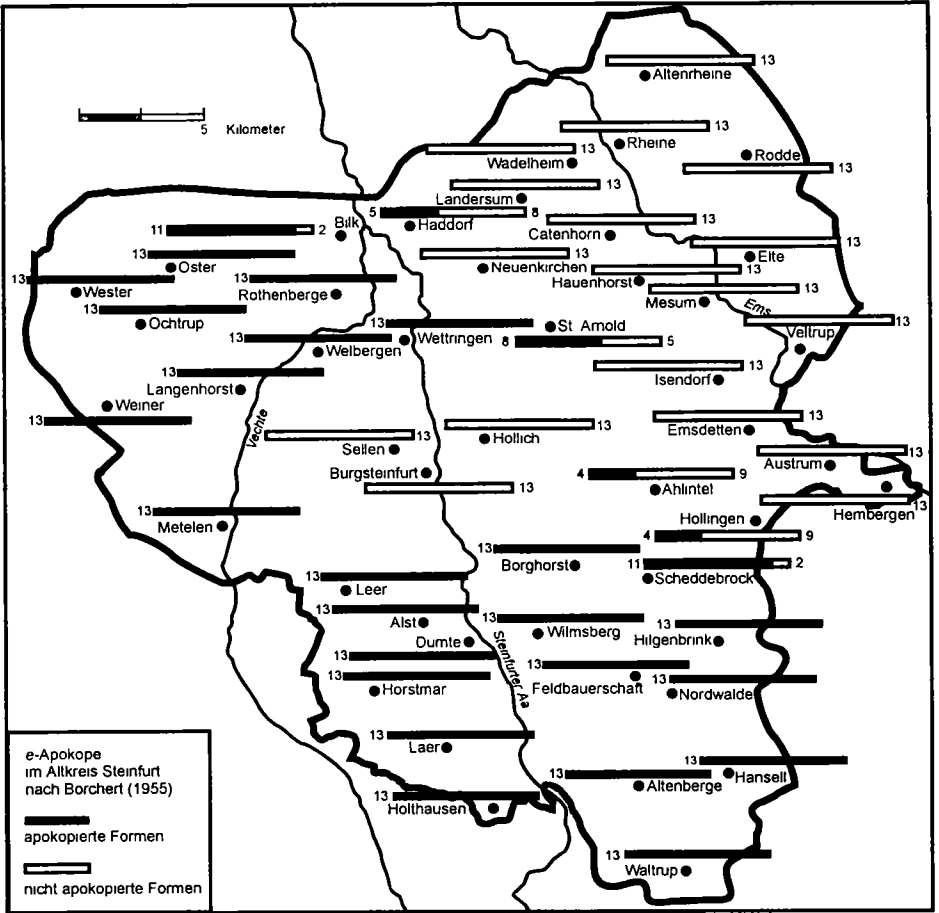 13
Altenrheine
5 Kilometer
13
Rheine
13
Wadelheim
Rodde
13
13
Landersum
5 8
Haddorf
13
Catenhorn
11 2
Bilk
13
Oster
13
Neuenkirchen
13
Elte
13
Wester
13
Rothenberge
13
Hauenhorst
13
Mesum
Ems
13
Ochtrup
13
Wettringen
St Arnold
8 5
13
Veltrup
13
Welbergen
13
Langenhorst
13
Isendorf
Weiner
13
Vechte
13
Sellen
13
Hollich
13
Emsdetten
13
Austrum
Burgsteinfurt
13
4 9
Ahlintel
13
Hembergen
13
Metelen
Hollingen
4 9
13
Borghorst
11 2
Scheddebrock
13
Leer
13
Alst
13
Wilmsberg
13
Hilgenbrink
Dumte
13
Steinfurter Aa
13
Feldbauerschaft
13
Horstmar
13
Nordwalde
13
Laer
13
Hansell
13
Altenberge
13
Holthausen
13
Waltrup
e-Apokope
im Altkreis Steinfurt
nach Borchert (1955)
apokopierte Formen
nicht apokopierte Formen